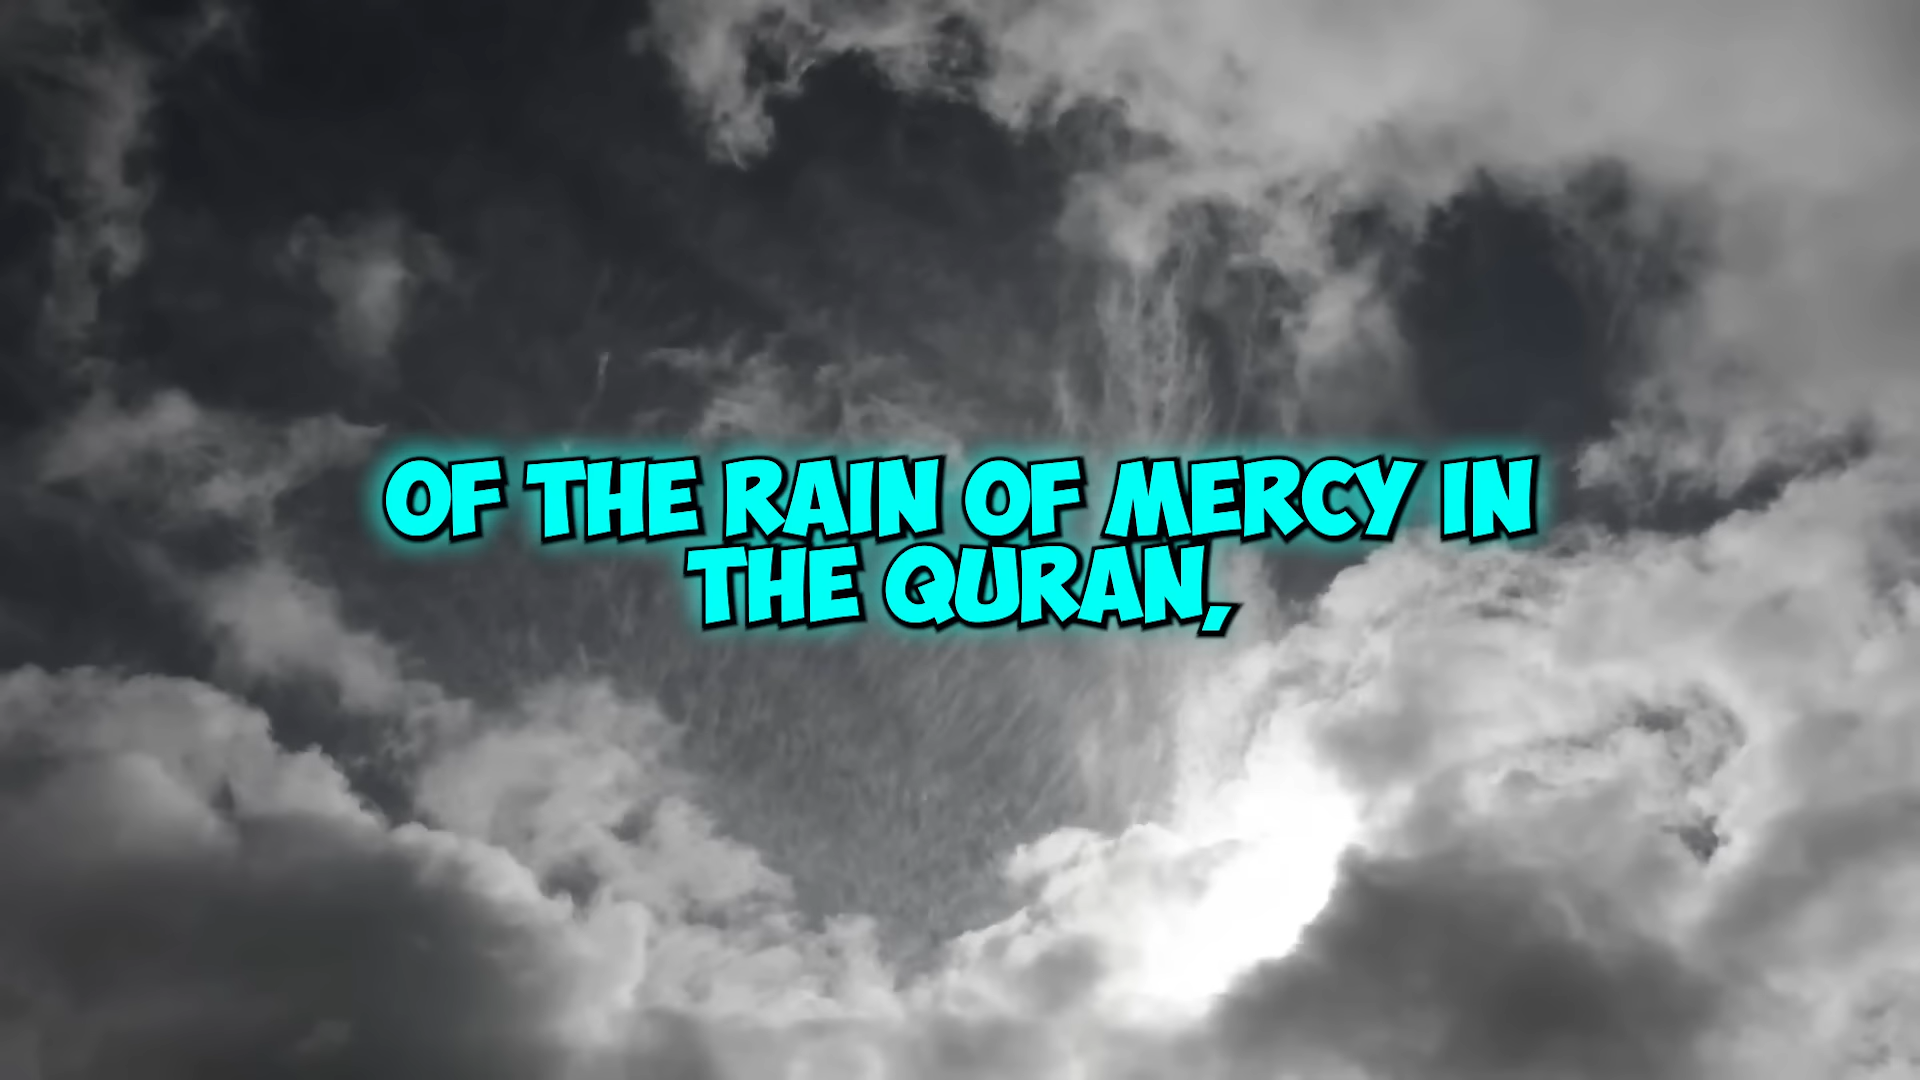 OF THE RAIN OF MERCY IN
THE QURAN,